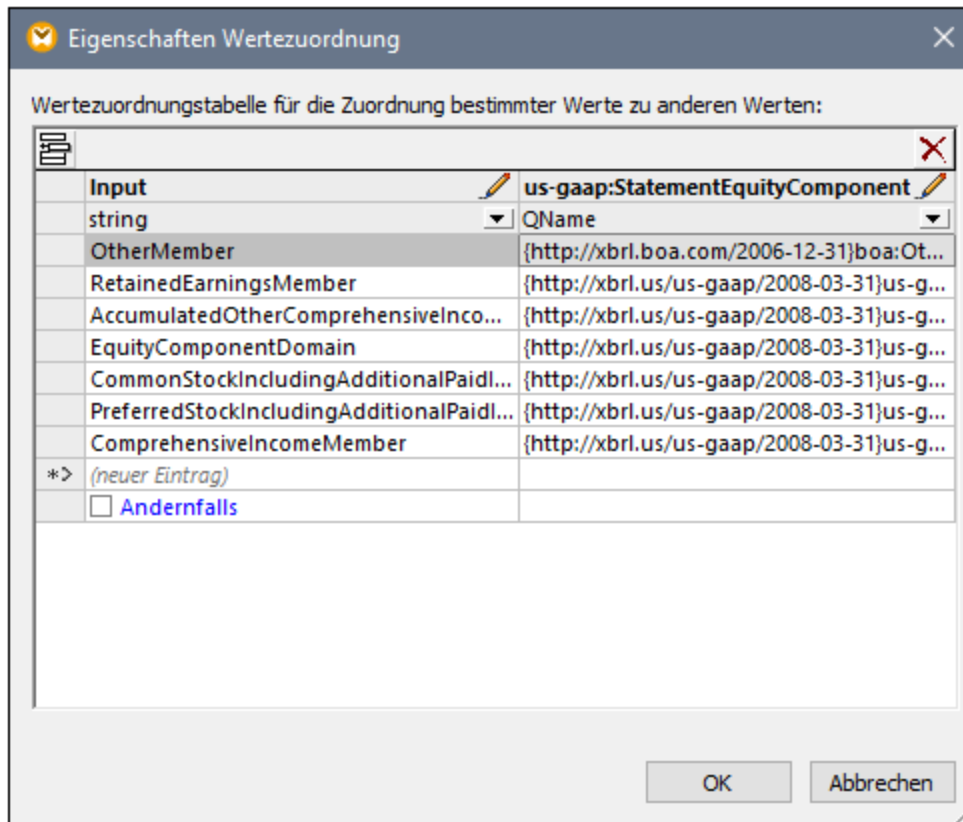 Eigenschaften Wertezuordnung
Wertezuordnungstabelle für die Zuordnung bestimmter Werte zu anderen Werten:
Input us-gaap:StatementEquityComponent
string QName
OtherMember {http://xbrl.boa.com/2006-12-31}boa:Ot...
RetainedEarningsMember {http://xbrl.us/us-gaap/2008-03-31}us-g...
AccumulatedOtherComprehensiveInco... {http://xbrl.us/us-gaap/2008-03-31}us-g...
EquityComponentDomain {http://xbrl.us/us-gaap/2008-03-31}us-g...
CommonStockIncludingAdditionalPaidI... {http://xbrl.us/us-gaap/2008-03-31}us-g...
PreferredStockIncludingAdditionalPaidI... {http://xbrl.us/us-gaap/2008-03-31}us-g...
ComprehensiveIncomeMember {http://xbrl.us/us-gaap/2008-03-31}us-g...
(neuer Eintrag)
Andernfalls
OK Abbrechen